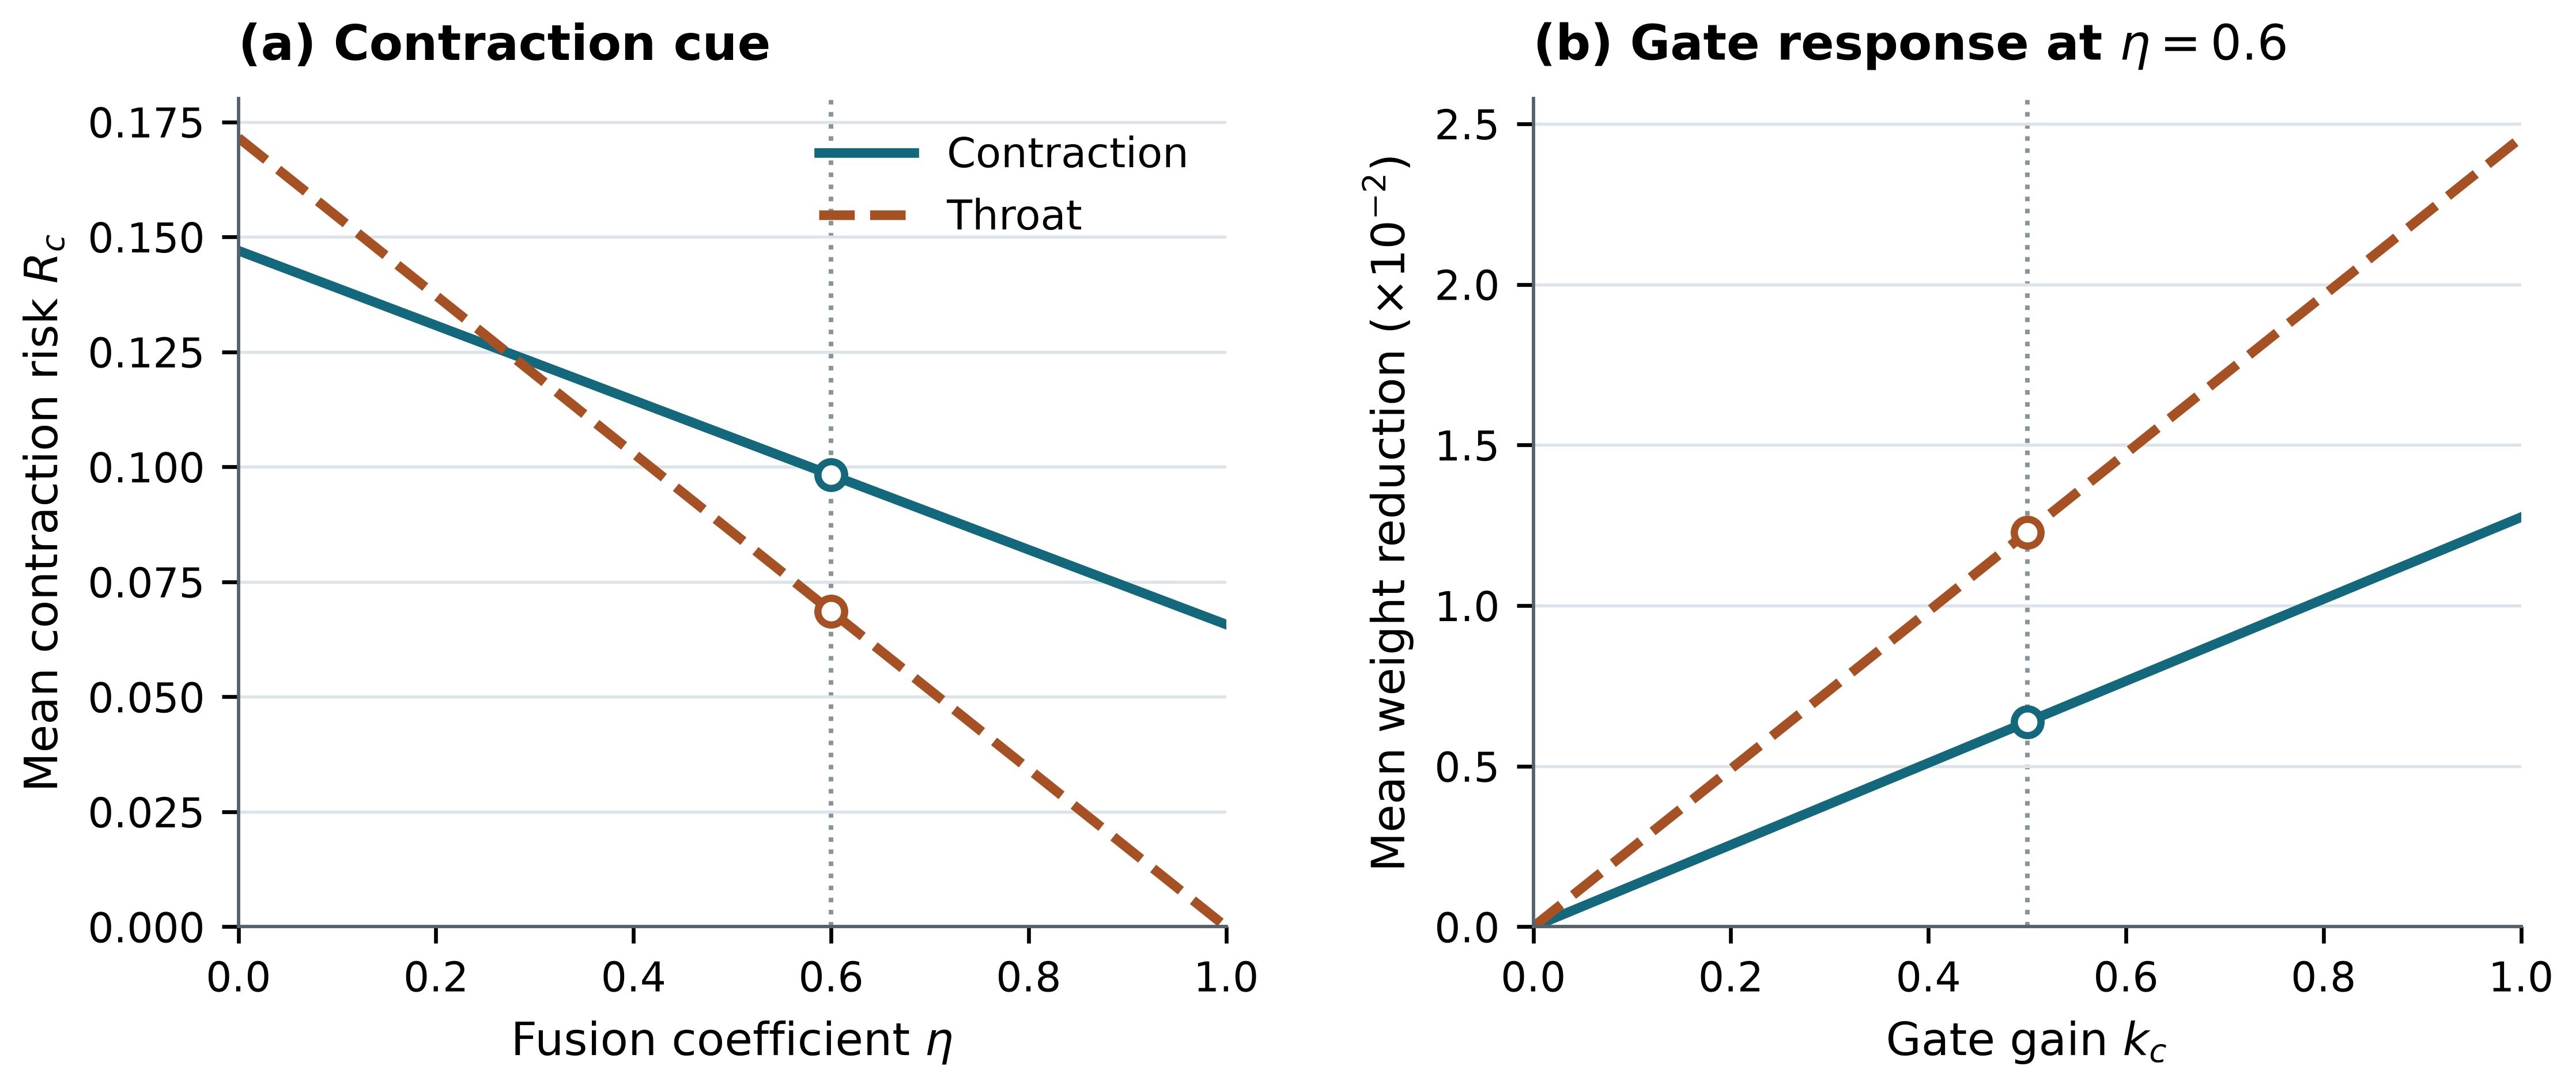 (a) Contraction cue
Mean contraction risk R_c
0.175
0.150
0.125
0.100
0.075
0.050
0.025
0.000
Contraction
Throat
0.0 0.2 0.4 0.6 0.8 1.0
Fusion coefficient η
(b) Gate response at η = 0.6
Mean weight reduction (×10⁻²)
2.5
2.0
1.5
1.0
0.5
0.0
0.0 0.2 0.4 0.6 0.8 1.0
Gate gain k_c